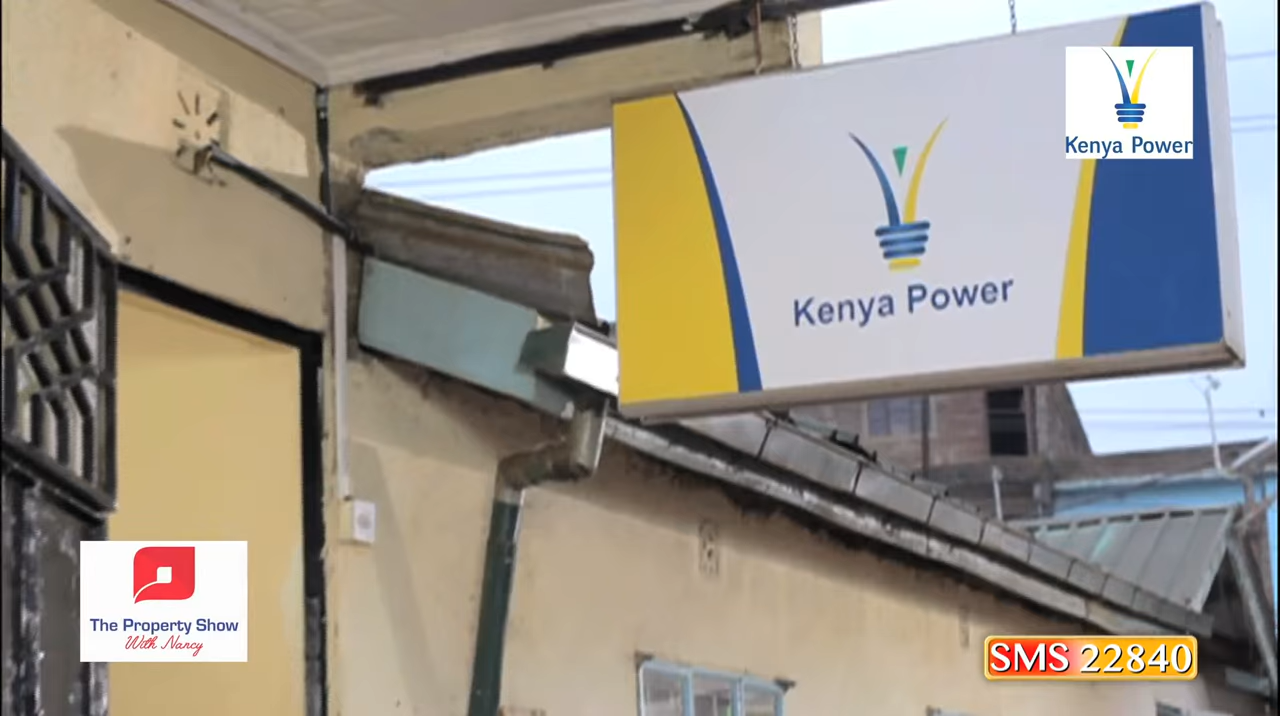 Kenya Power
Kenya Power
The Property Show
With Nancy
SMS 22840